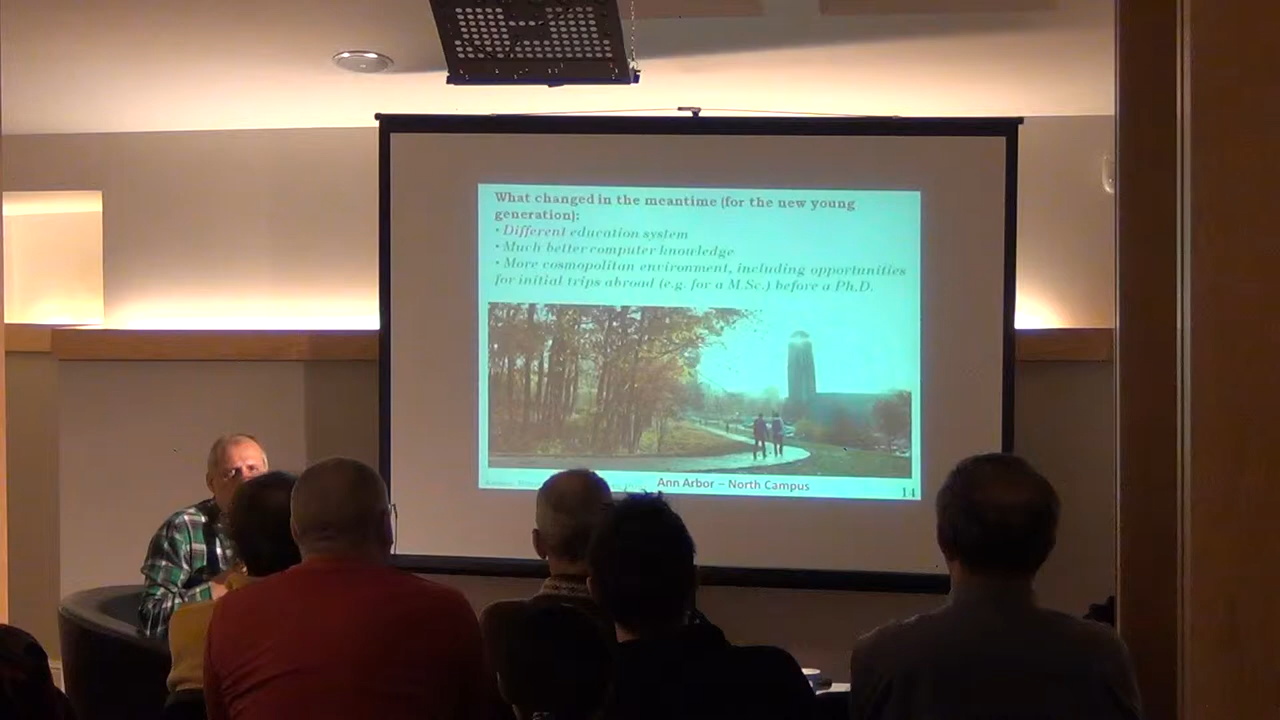 What changed in the meantime (for the new young
generation):
• Different education system
• Much better computer knowledge
• More cosmopolitan environment, including opportunities
for initial trips abroad (e.g. for a M.Sc.) before a Ph.D.
Ann Arbor – North Campus
14